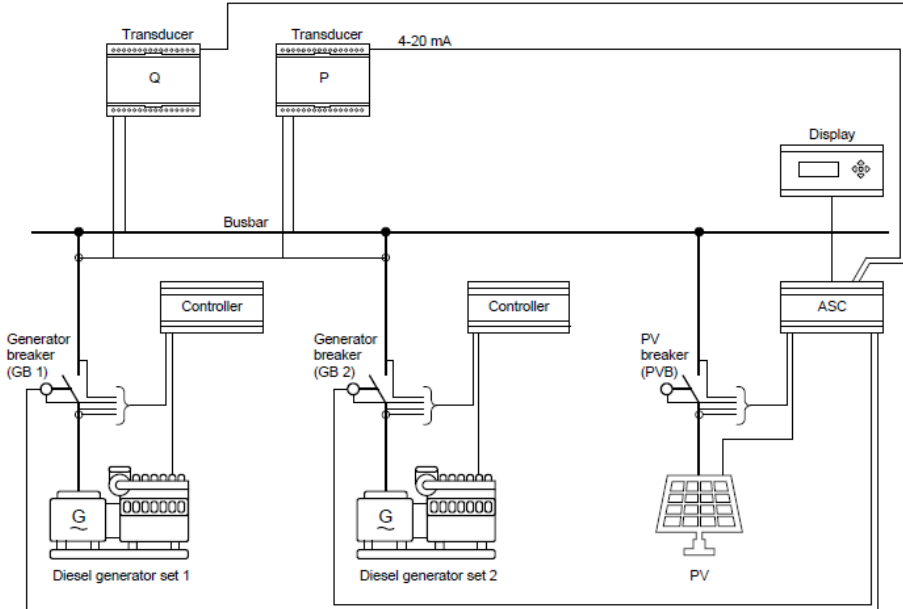 Transducer
Transducer
Q
P
4-20 mA
Display
Busbar
Controller
Controller
ASC
Generator
breaker
(GB 1)
Generator
breaker
(GB 2)
PV
breaker
(PVB)
G
~
G
~
Diesel generator set 1
Diesel generator set 2
PV